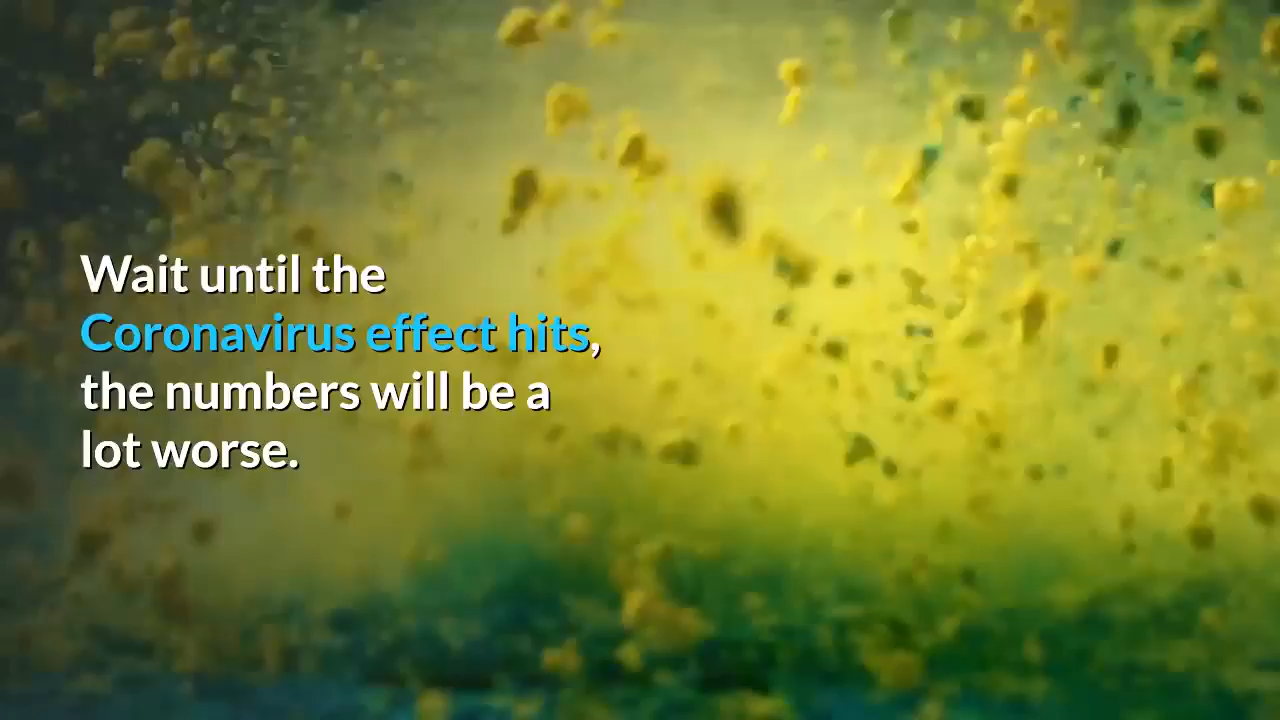 Wait until the
Coronavirus effect hits,
the numbers will be a
lot worse.